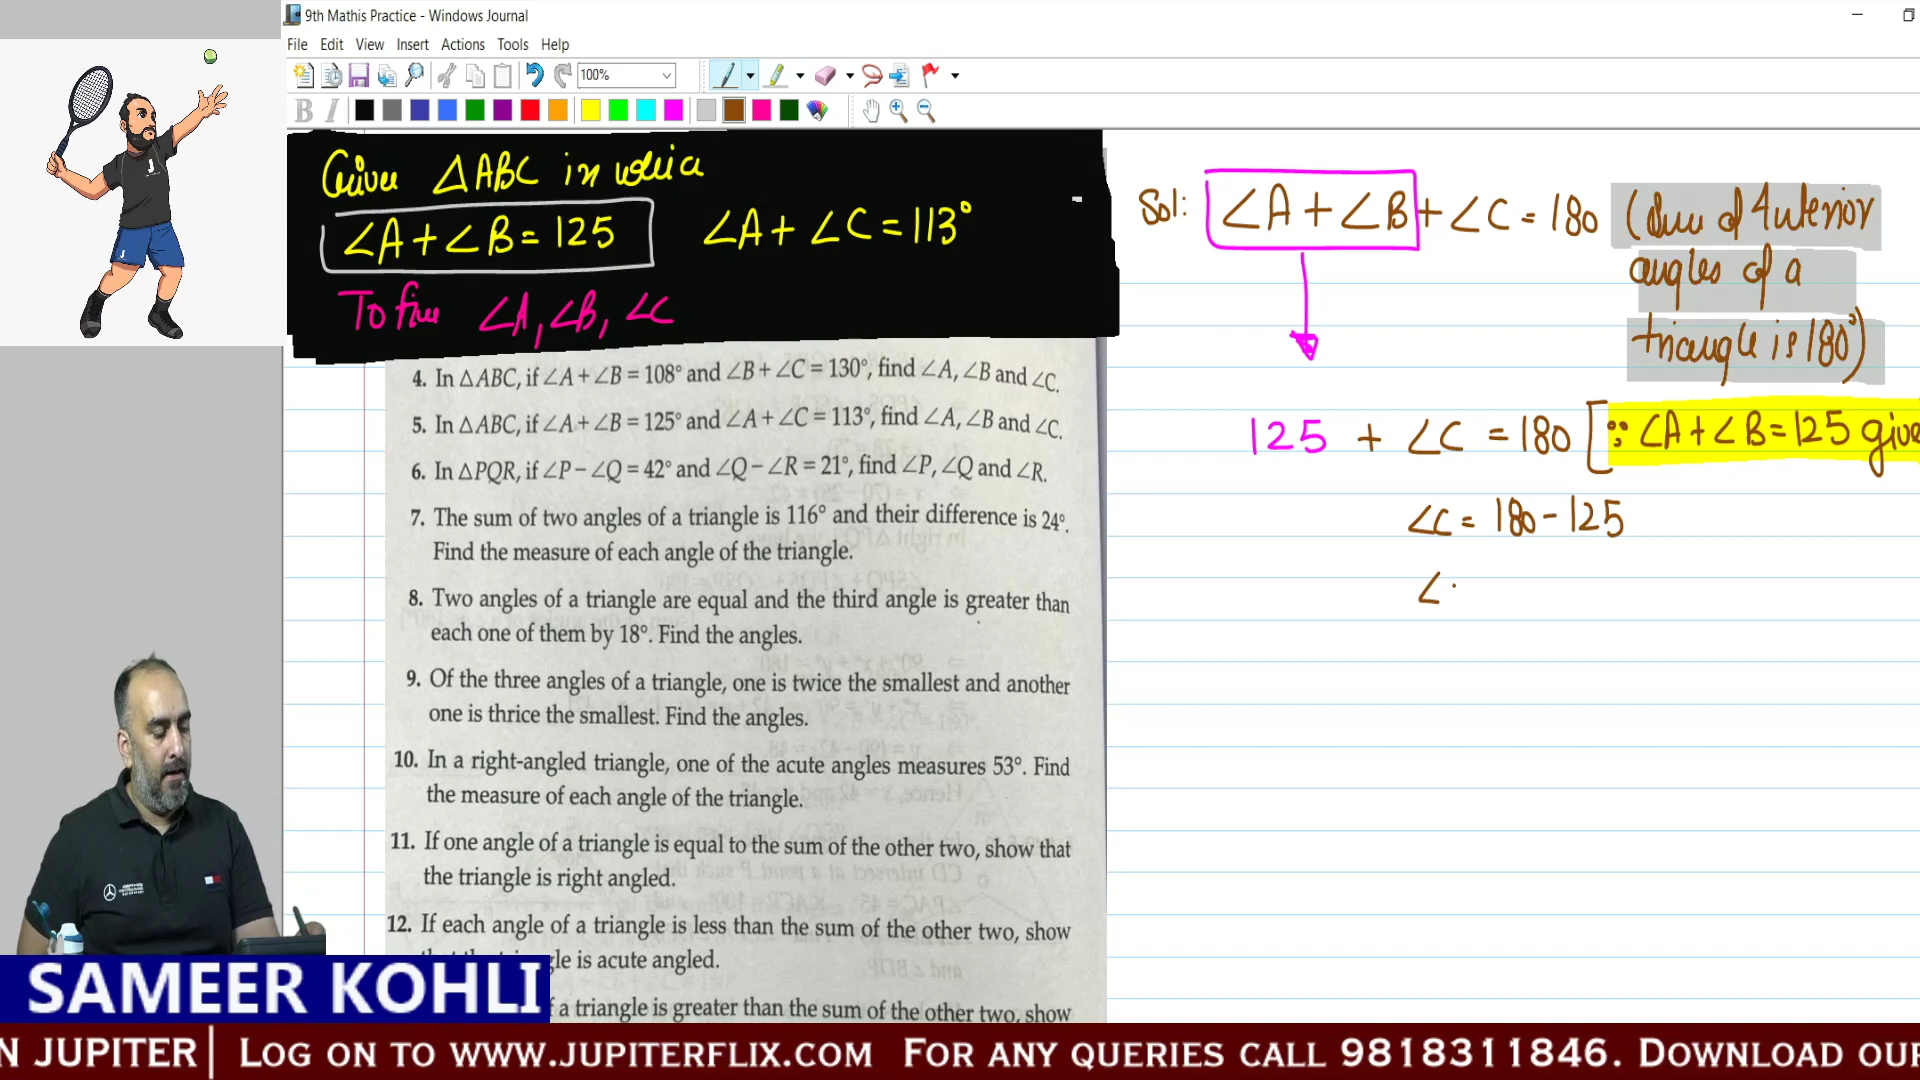 9th Mathis Practice - Windows Journal
File Edit View Insert Actions Tools Help
100%
B I
Given △ABC in which
∠A + ∠B = 125 ∠A + ∠C = 113°
To find ∠A, ∠B, ∠C
4. In △ABC, if ∠A + ∠B = 108° and ∠B + ∠C = 130°, find ∠A, ∠B and ∠C.
5. In △ABC, if ∠A + ∠B = 125° and ∠A + ∠C = 113°, find ∠A, ∠B and ∠C.
6. In △PQR, if ∠P − ∠Q = 42° and ∠Q − ∠R = 21°, find ∠P, ∠Q and ∠R.
7. The sum of two angles of a triangle is 116° and their difference is 24°.
Find the measure of each angle of the triangle.
8. Two angles of a triangle are equal and the third angle is greater than
each one of them by 18°. Find the angles.
9. Of the three angles of a triangle, one is twice the smallest and another
one is thrice the smallest. Find the angles.
10. In a right-angled triangle, one of the acute angles measures 53°. Find
the measure of each angle of the triangle.
11. If one angle of a triangle is equal to the sum of the other two, show that
the triangle is right angled.
12. If each angle of a triangle is less than the sum of the other two, show
is acute angled.
a triangle is greater than the sum of the other two, show
Sol: ∠A + ∠B + ∠C = 180 (Sum of Interior
angles of a
triangle is 180°)
125 + ∠C = 180 [∵ ∠A + ∠B = 125 give
∠C = 180 − 125
∠
SAMEER KOHLI
N JUPITER | LOG ON TO WWW.JUPITERFLIX.COM FOR ANY QUERIES CALL 9818311846. DOWNLOAD OUR